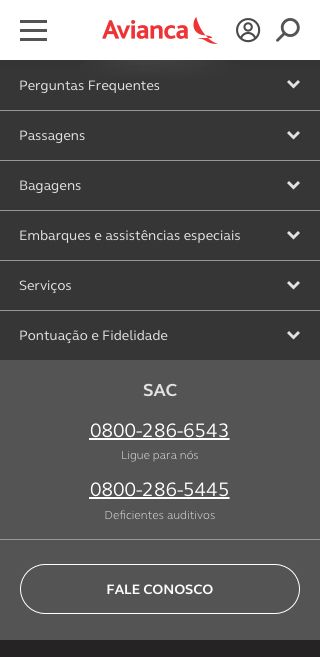 Avianca
Perguntas Frequentes
Passagens
Bagagens
Embarques e assistências especiais
Serviços
Pontuação e Fidelidade
SAC
0800-286-6543
Ligue para nós
0800-286-5445
Deficientes auditivos
FALE CONOSCO